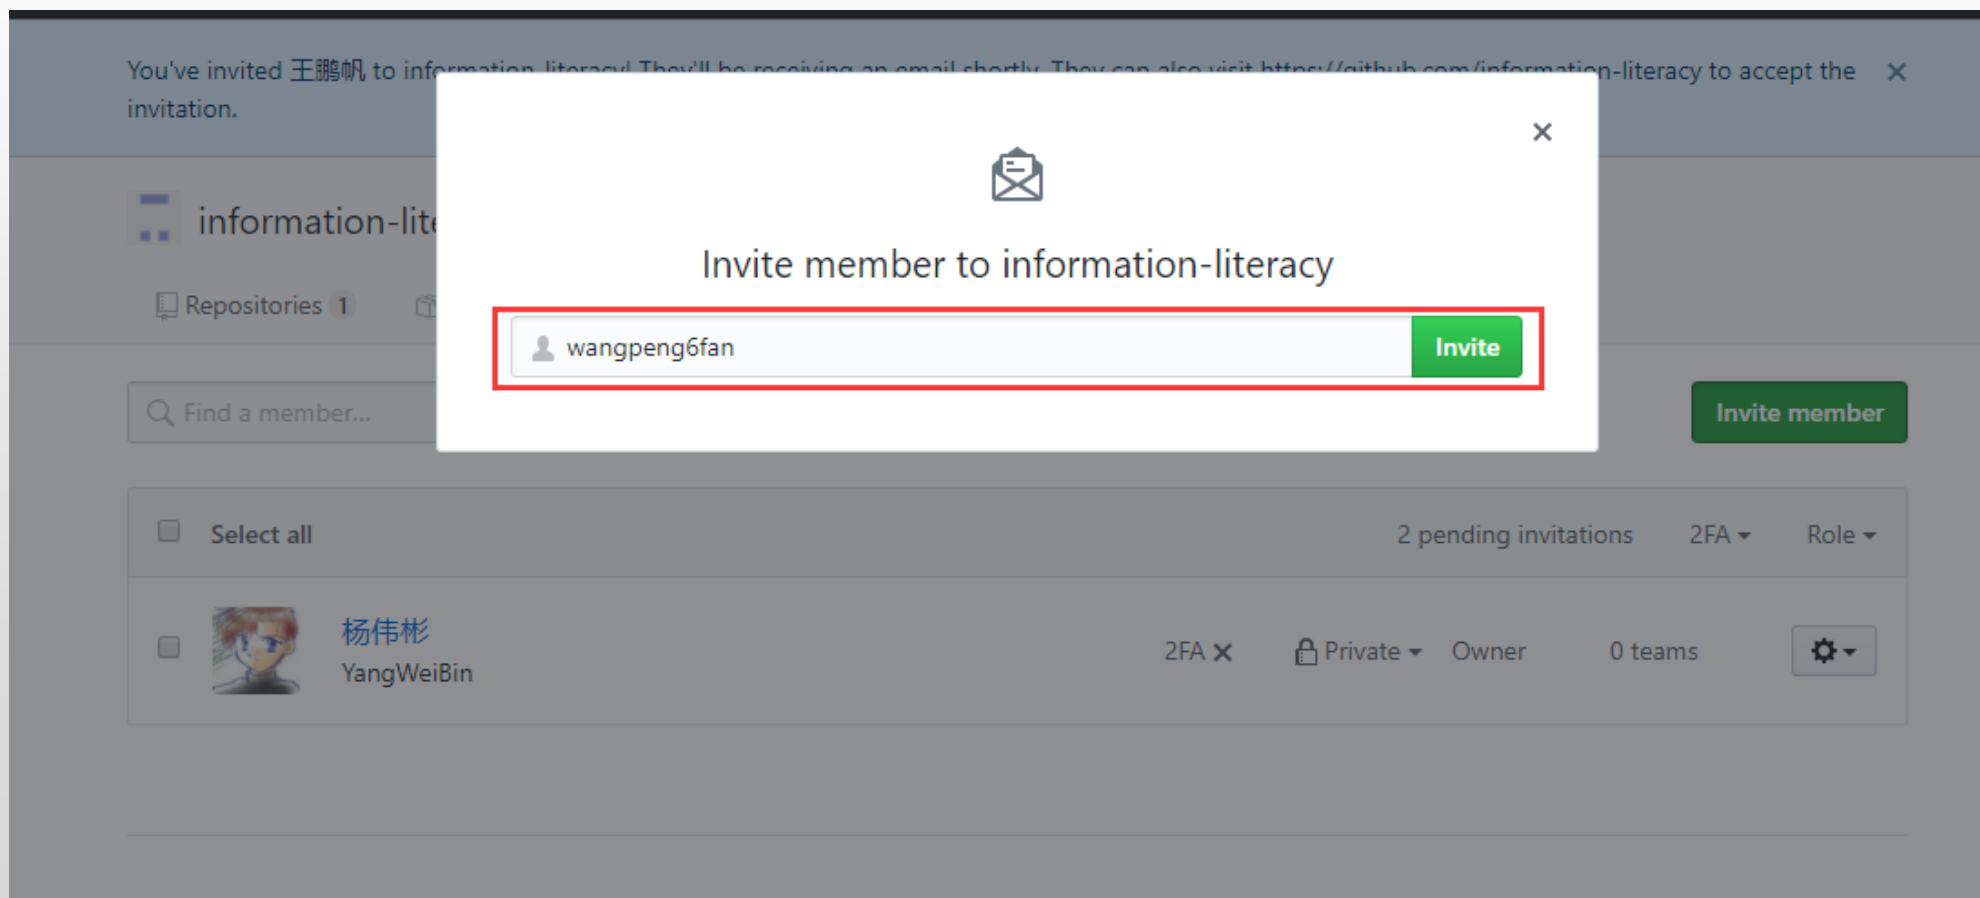 You've invited 王鹏帆 to information-literacy! They'll be receiving an email shortly. They can also visit https://github.com/information-literacy to accept the
invitation.
information-lite
Invite member to information-literacy
Repositories 1
wangpeng6fan Invite
Find a member... Invite member
Select all 2 pending invitations 2FA Role
杨伟彬
YangWeiBin
2FA Private Owner 0 teams